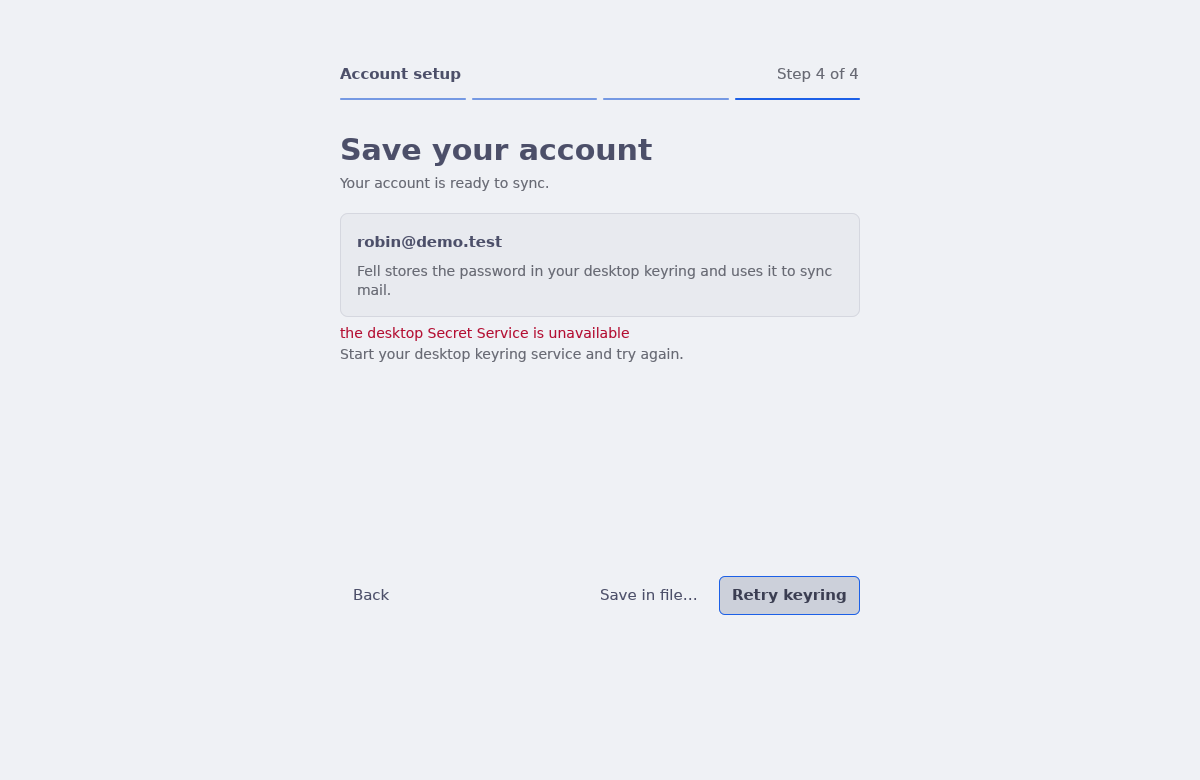 Account setup
Step 4 of 4
Save your account
Your account is ready to sync.
robin@demo.test
Fell stores the password in your desktop keyring and uses it to sync
mail.
the desktop Secret Service is unavailable
Start your desktop keyring service and try again.
Back
Save in file…
Retry keyring